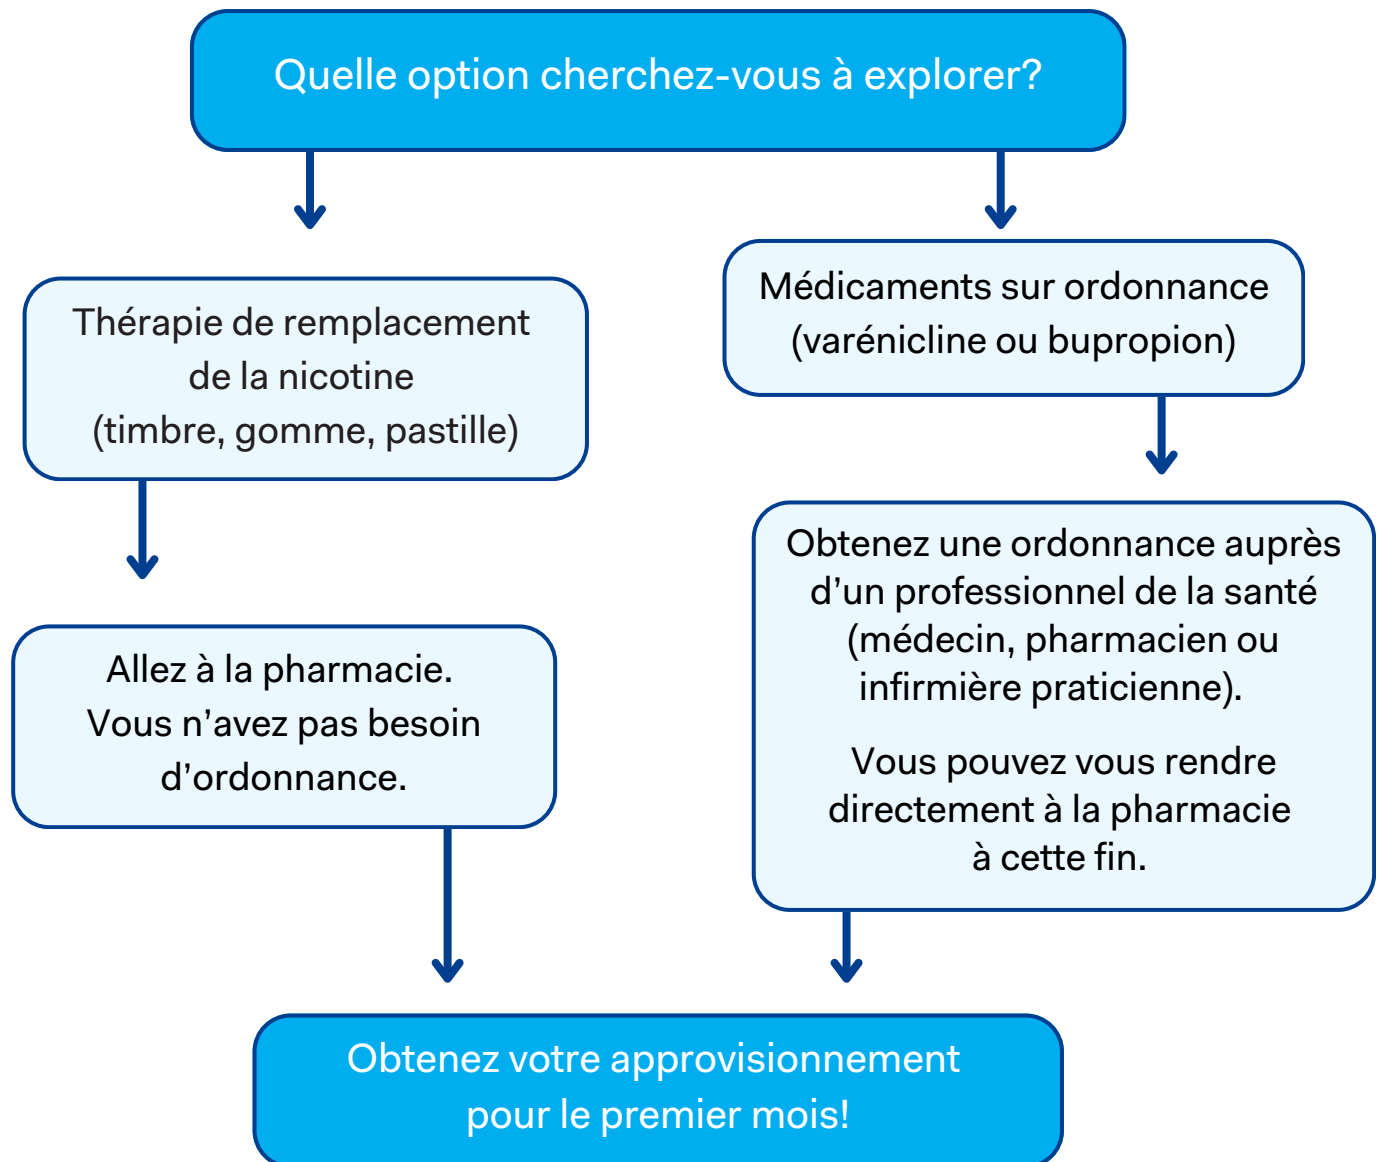 Quelle option cherchez-vous à explorer?
Thérapie de remplacement
de la nicotine
(timbre, gomme, pastille)
Médicaments sur ordonnance
(varénicline ou bupropion)
Allez à la pharmacie.
Vous n’avez pas besoin
d’ordonnance.
Obtenez une ordonnance auprès
d’un professionnel de la santé
(médecin, pharmacien ou
infirmière praticienne).
Vous pouvez vous rendre
directement à la pharmacie
à cette fin.
Obtenez votre approvisionnement
pour le premier mois!